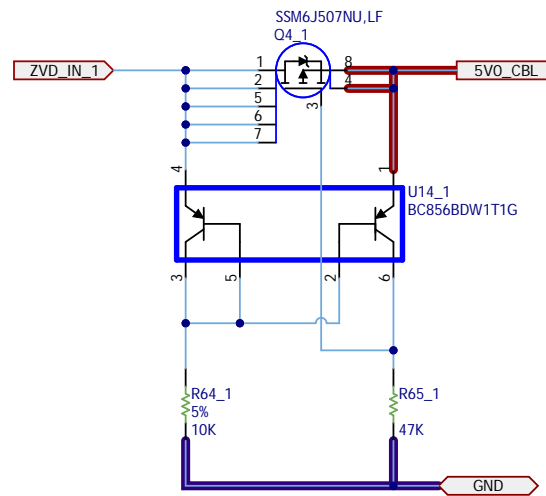 SSM6J507NU,LF
Q4_1
ZVD_IN_1
1
8
5V0_CBL
2
4
5
3
6
7
4
1
U14_1
BC856BDW1T1G
3
5
2
6
R64_1
5%
10K
R65_1
47K
GND